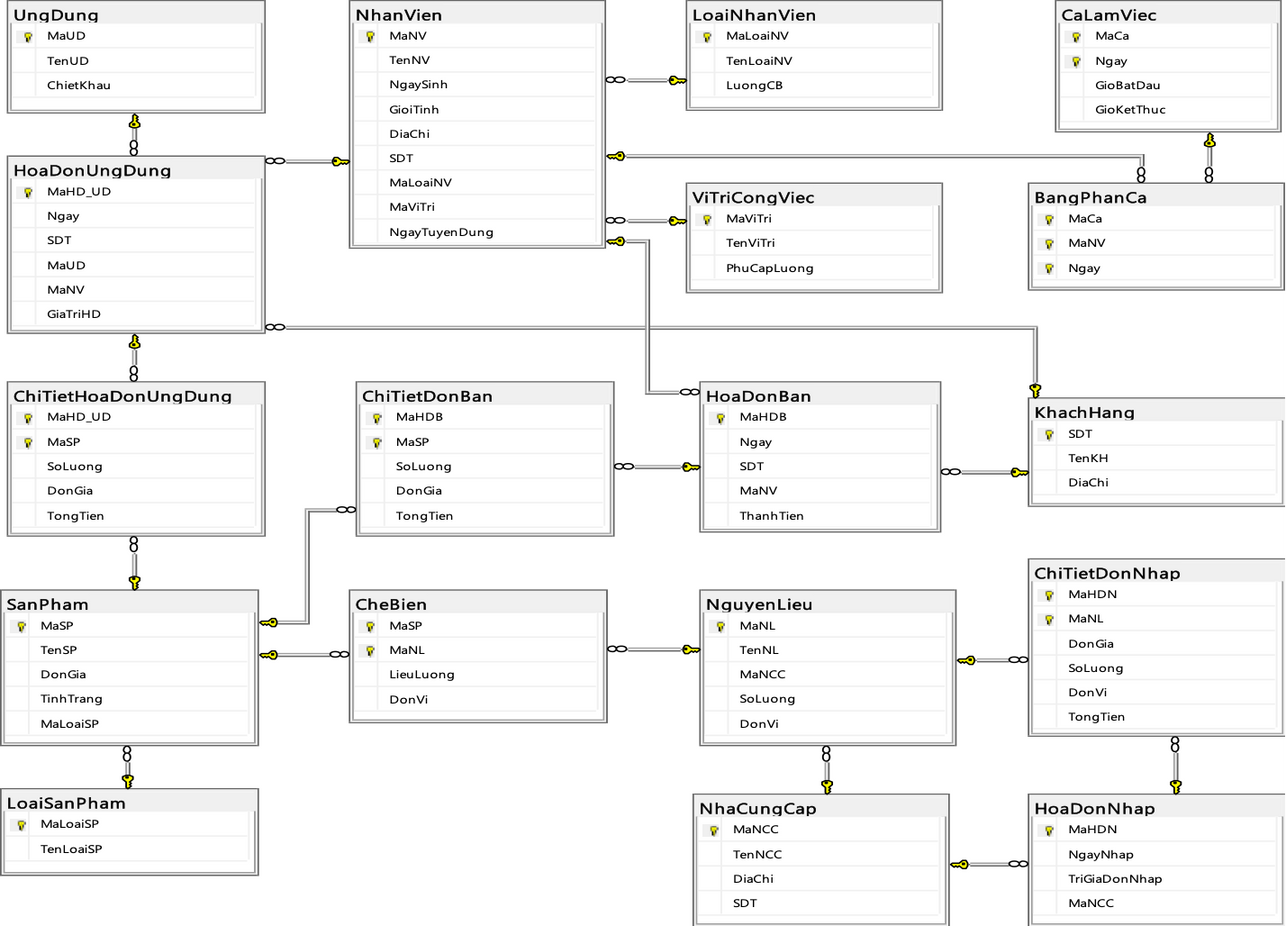 UngDung
MaUD
TenUD
ChietKhau
NhanVien
MaNV
TenNV
NgaySinh
GioiTinh
DiaChi
SDT
MaLoaiNV
MaViTri
NgayTuyenDung
LoaiNhanVien
MaLoaiNV
TenLoaiNV
LuongCB
CaLamViec
MaCa
Ngay
GioBatDau
GioKetThuc
HoaDonUngDung
MaHD_UD
Ngay
SDT
MaUD
MaNV
GiaTriHD
ViTriCongViec
MaViTri
TenViTri
PhuCapLuong
BangPhanCa
MaCa
MaNV
Ngay
ChiTietHoaDonUngDung
MaHD_UD
MaSP
SoLuong
DonGia
TongTien
ChiTietDonBan
MaHDB
MaSP
SoLuong
DonGia
TongTien
HoaDonBan
MaHDB
Ngay
SDT
MaNV
ThanhTien
KhachHang
SDT
TenKH
DiaChi
SanPham
MaSP
TenSP
DonGia
TinhTrang
MaLoaiSP
CheBien
MaSP
MaNL
LieuLuong
DonVi
NguyenLieu
MaNL
TenNL
MaNCC
SoLuong
DonVi
ChiTietDonNhap
MaHDN
MaNL
DonGia
SoLuong
DonVi
TongTien
LoaiSanPham
MaLoaiSP
TenLoaiSP
NhaCungCap
MaNCC
TenNCC
DiaChi
SDT
HoaDonNhap
MaHDN
NgayNhap
TriGiaDonNhap
MaNCC